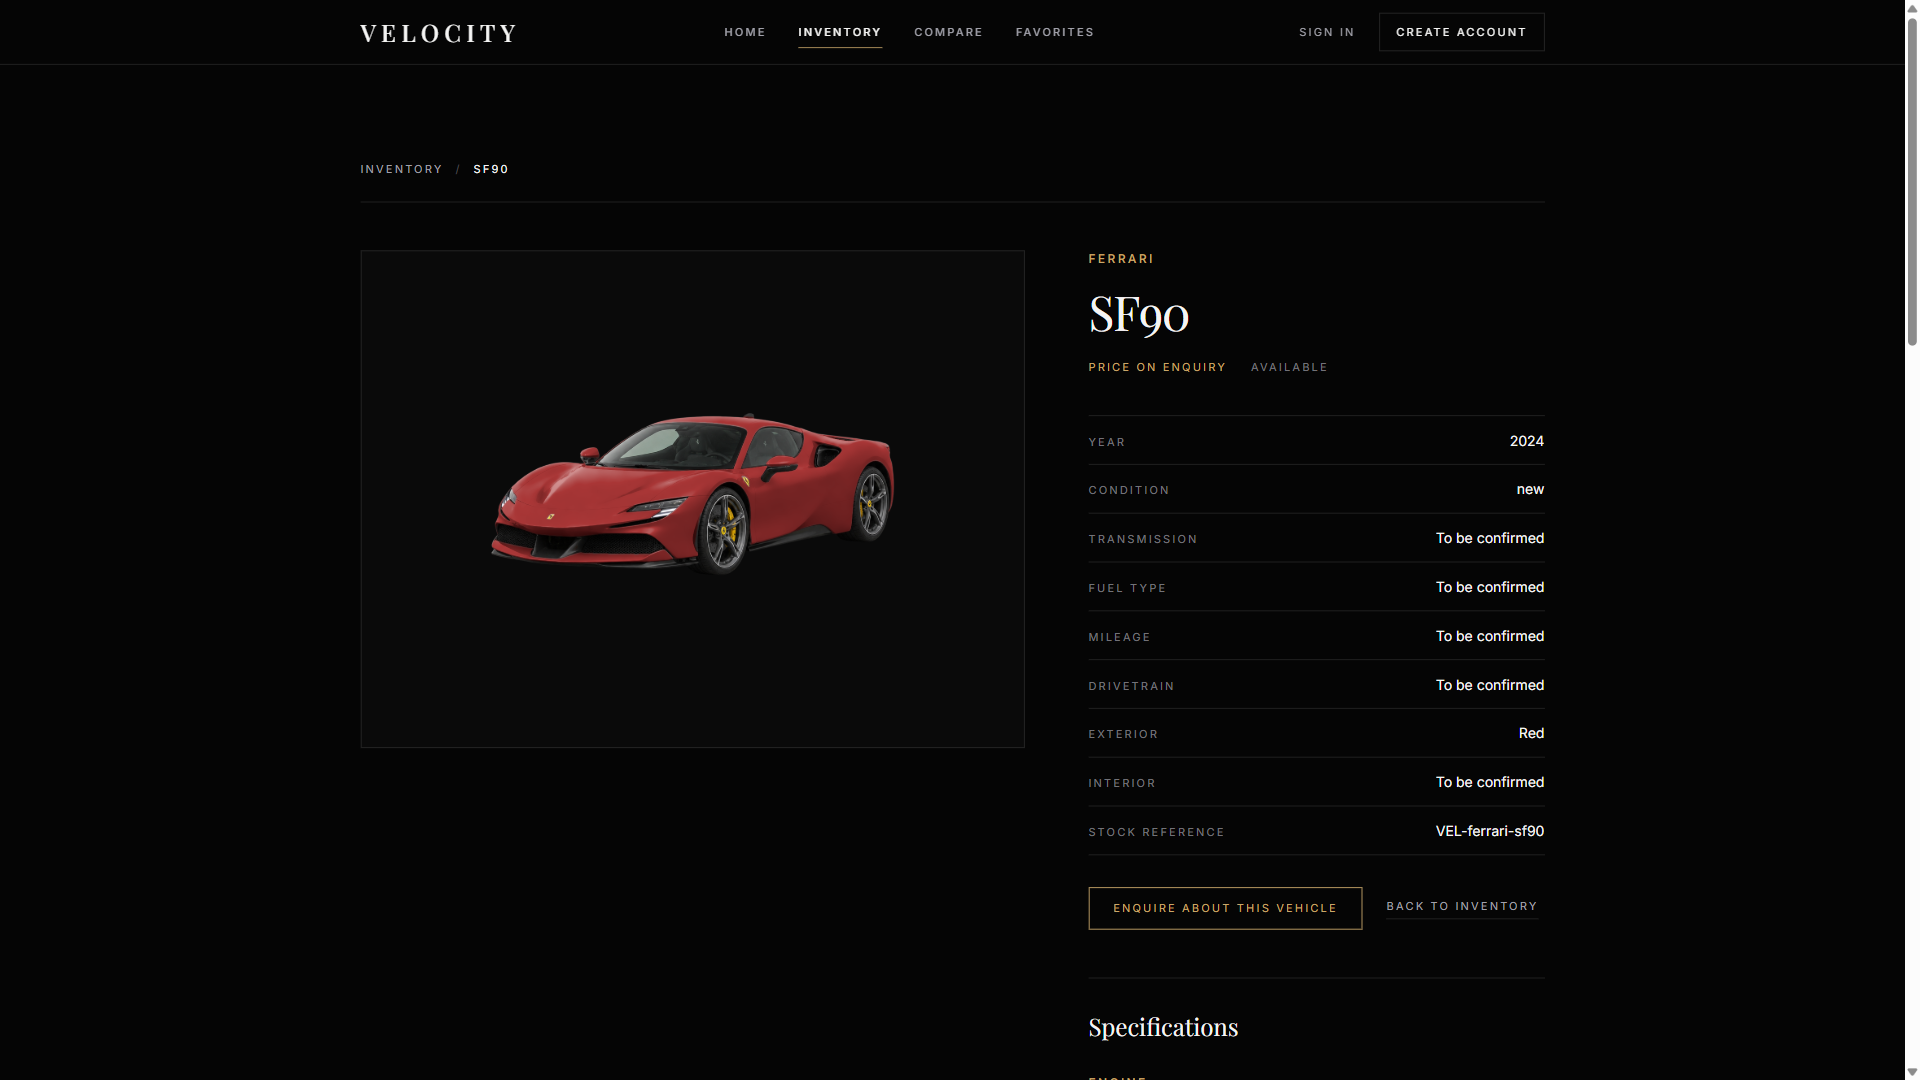 VELOCITY
HOME INVENTORY COMPARE FAVORITES
SIGN IN CREATE ACCOUNT
INVENTORY / SF90
FERRARI
SF90
PRICE ON ENQUIRY AVAILABLE
YEAR 2024
CONDITION new
TRANSMISSION To be confirmed
FUEL TYPE To be confirmed
MILEAGE To be confirmed
DRIVETRAIN To be confirmed
EXTERIOR Red
INTERIOR To be confirmed
STOCK REFERENCE VEL-ferrari-sf90
ENQUIRE ABOUT THIS VEHICLE BACK TO INVENTORY
Specifications